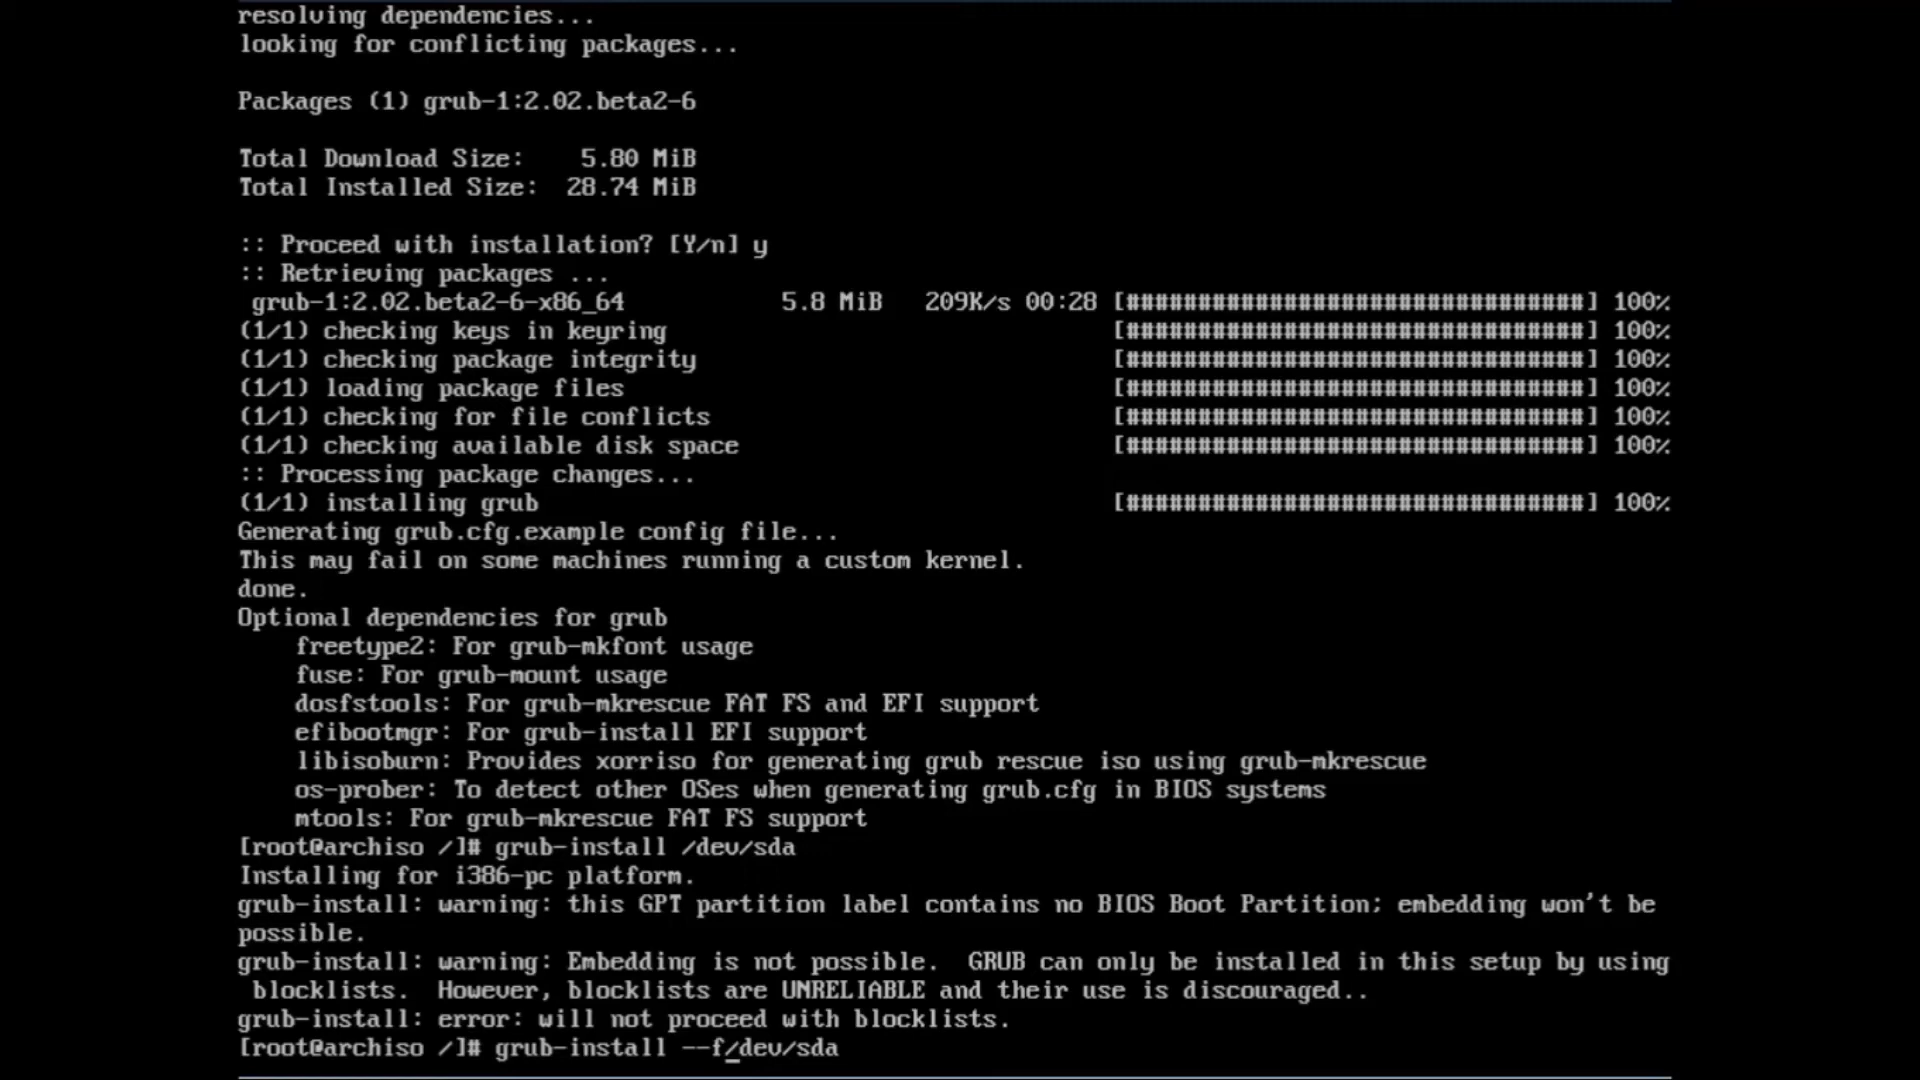 resolving dependencies...
looking for conflicting packages...
Packages (1) grub-1:2.02.beta2-6
Total Download Size:    5.80 MiB
Total Installed Size:  28.74 MiB
:: Proceed with installation? [Y/n] y
:: Retrieving packages ...
 grub-1:2.02.beta2-6-x86_64           5.8 MiB   209K/s 00:28 [################################] 100%
(1/1) checking keys in keyring                               [################################] 100%
(1/1) checking package integrity                             [################################] 100%
(1/1) loading package files                                  [################################] 100%
(1/1) checking for file conflicts                            [################################] 100%
(1/1) checking available disk space                          [################################] 100%
:: Processing package changes...
(1/1) installing grub                                        [################################] 100%
Generating grub.cfg.example config file...
This may fail on some machines running a custom kernel.
done.
Optional dependencies for grub
    freetype2: For grub-mkfont usage
    fuse: For grub-mount usage
    dosfstools: For grub-mkrescue FAT FS and EFI support
    efibootmgr: For grub-install EFI support
    libisoburn: Provides xorriso for generating grub rescue iso using grub-mkrescue
    os-prober: To detect other OSes when generating grub.cfg in BIOS systems
    mtools: For grub-mkrescue FAT FS support
[root@archiso /]# grub-install /dev/sda
Installing for i386-pc platform.
grub-install: warning: this GPT partition label contains no BIOS Boot Partition; embedding won't be
possible.
grub-install: warning: Embedding is not possible.  GRUB can only be installed in this setup by using
 blocklists.  However, blocklists are UNRELIABLE and their use is discouraged..
grub-install: error: will not proceed with blocklists.
[root@archiso /]# grub-install --f/dev/sda